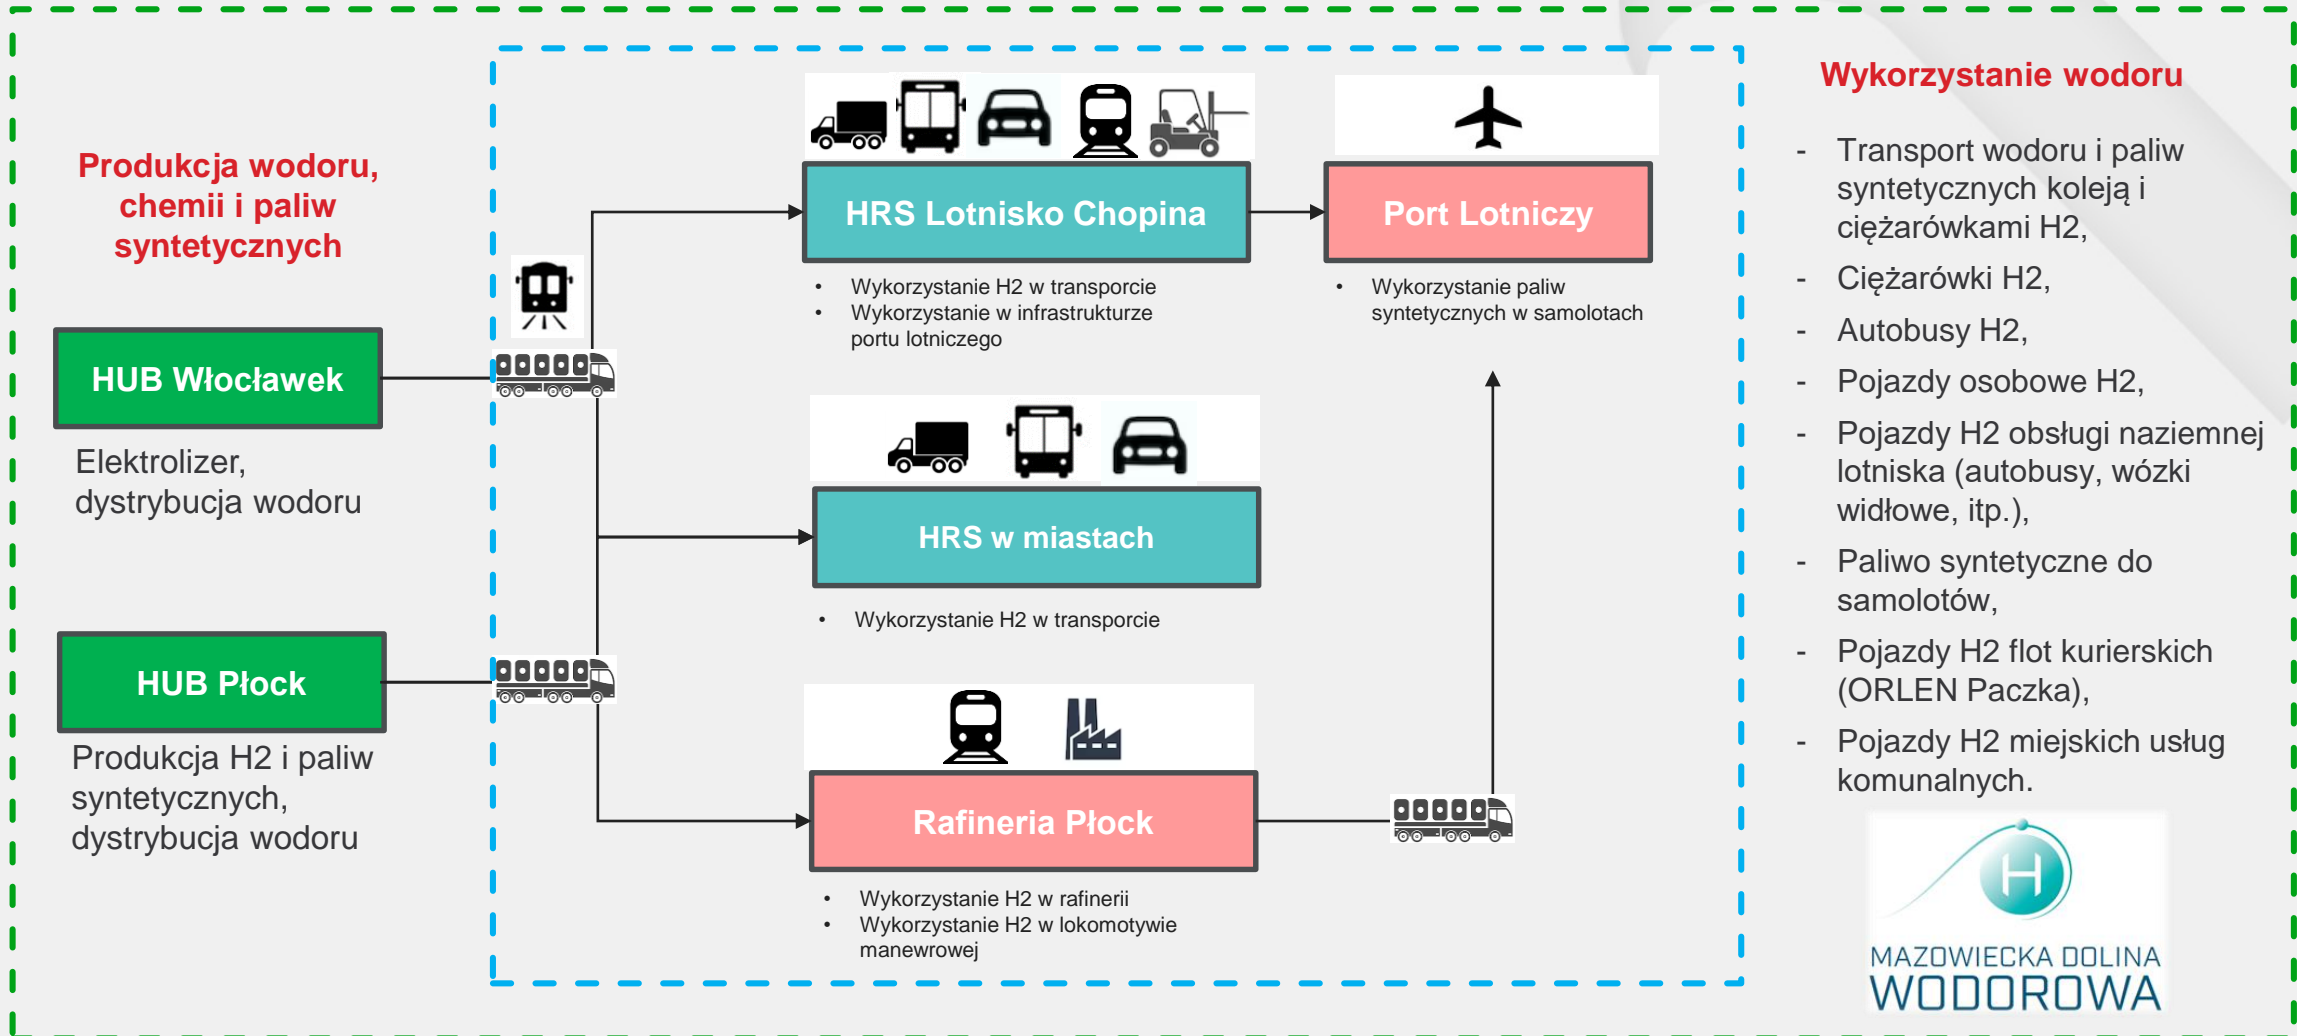 Produkcja wodoru,
chemii i paliw
syntetycznych
HUB Włocławek
Elektrolizer,
dystrybucja wodoru
HUB Płock
Produkcja H2 i paliw
syntetycznych,
dystrybucja wodoru
HRS Lotnisko Chopina
• Wykorzystanie H2 w transporcie
• Wykorzystanie w infrastrukturze
portu lotniczego
Port Lotniczy
• Wykorzystanie paliw
syntetycznych w samolotach
HRS w miastach
• Wykorzystanie H2 w transporcie
Rafineria Płock
• Wykorzystanie H2 w rafinerii
• Wykorzystanie H2 w lokomotywie
manewrowej
Wykorzystanie wodoru
- Transport wodoru i paliw
syntetycznych koleją i
ciężarówkami H2,
- Ciężarówki H2,
- Autobusy H2,
- Pojazdy osobowe H2,
- Pojazdy H2 obsługi naziemnej
lotniska (autobusy, wózki
widłowe, itp.),
- Paliwo syntetyczne do
samolotów,
- Pojazdy H2 flot kurierskich
(ORLEN Paczka),
- Pojazdy H2 miejskich usług
komunalnych.
H
MAZOWIECKA DOLINA
WODOROWA